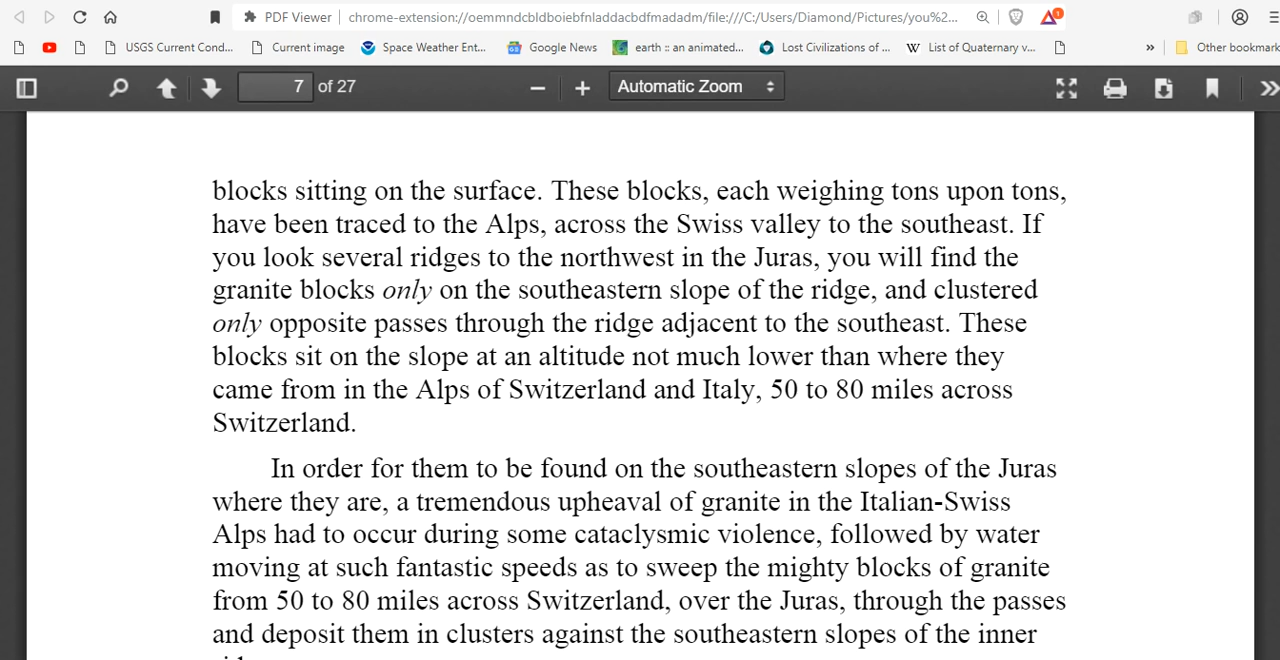 PDF Viewer
chrome-extension://oemmndcbldboiebfnladdacbdfmadadm/file:///C:/Users/Diamond/Pictures/you%2...
1
USGS Current Cond...
Current image
Space Weather Ent...
Google News
earth :: an animated...
Lost Civilizations of ...
W List of Quaternary v...
»
Other bookmark
7 of 27
Automatic Zoom
blocks sitting on the surface. These blocks, each weighing tons upon tons,
have been traced to the Alps, across the Swiss valley to the southeast. If
you look several ridges to the northwest in the Juras, you will find the
granite blocks only on the southeastern slope of the ridge, and clustered
only opposite passes through the ridge adjacent to the southeast. These
blocks sit on the slope at an altitude not much lower than where they
came from in the Alps of Switzerland and Italy, 50 to 80 miles across
Switzerland.
In order for them to be found on the southeastern slopes of the Juras
where they are, a tremendous upheaval of granite in the Italian-Swiss
Alps had to occur during some cataclysmic violence, followed by water
moving at such fantastic speeds as to sweep the mighty blocks of granite
from 50 to 80 miles across Switzerland, over the Juras, through the passes
and deposit them in clusters against the southeastern slopes of the inner